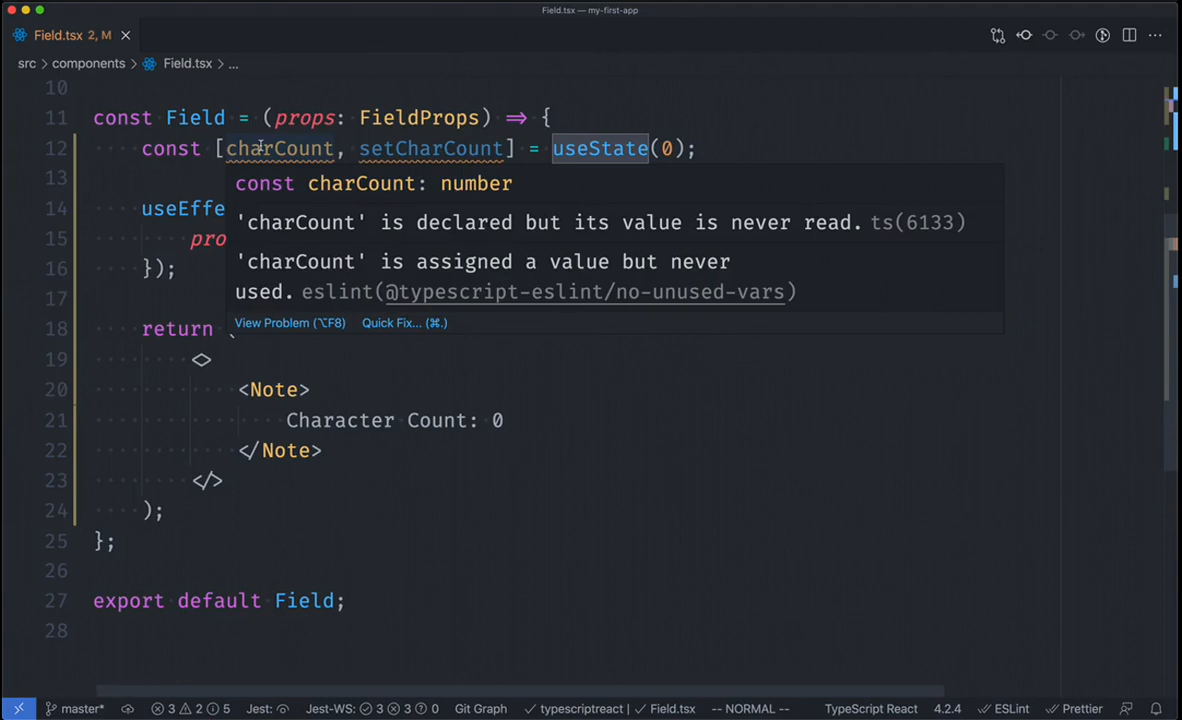 Field.tsx — my-first-app
Field.tsx 2, M
src > components > Field.tsx > ...
10
11 const Field = (props: FieldProps) => {
12 const [charCount, setCharCount] = useState(0);
13
const charCount: number
14 useEffe
'charCount' is declared but its value is never read. ts(6133)
15 pro
16 });
'charCount' is assigned a value but never
used. eslint(@typescript-eslint/no-unused-vars)
17
View Problem (⌥F8) Quick Fix... (⌘.)
18 return
19 <>
20 <Note>
21 Character Count: 0
22 </Note>
23 </>
24 );
25 };
26
27 export default Field;
28
master* 3 2 5 Jest: Jest-WS: 3 3 0 Git Graph typescriptreact | Field.tsx -- NORMAL -- TypeScript React 4.2.4 ESLint Prettier